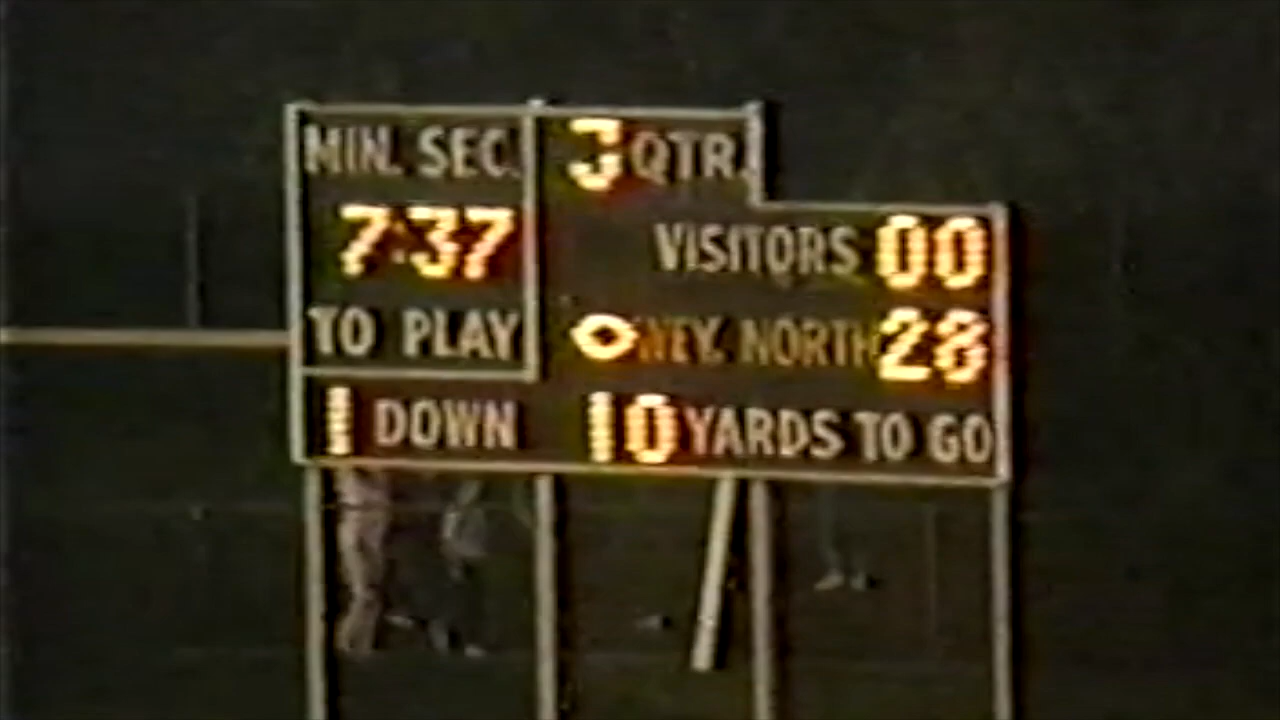 MIN. SEC. 3 QTR.
7:37 VISITORS 00
TO PLAY NEY. NORTH 28
1 DOWN 10 YARDS TO GO